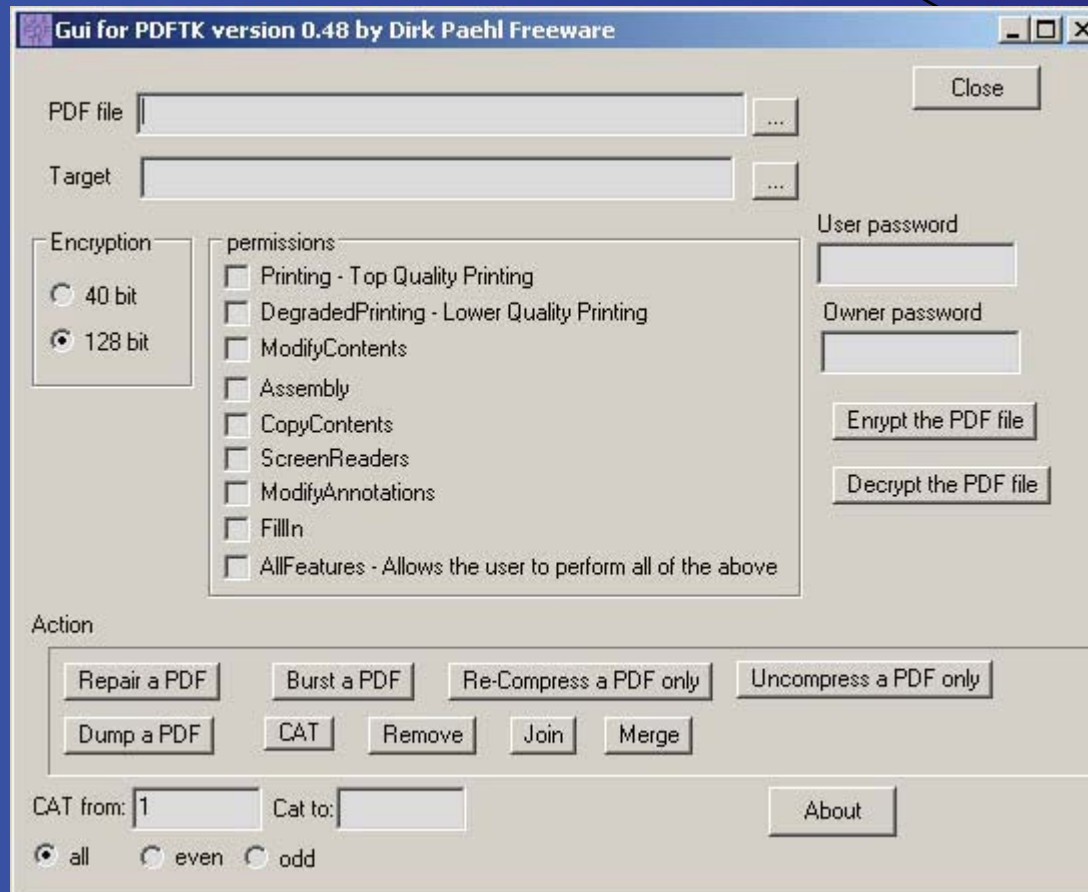 Gui for PDFTK version 0.48 by Dirk Paehl Freeware
Close
PDF file
...
Target
...
Encryption
40 bit
128 bit
permissions
Printing - Top Quality Printing
DegradedPrinting - Lower Quality Printing
ModifyContents
Assembly
CopyContents
ScreenReaders
ModifyAnnotations
FillIn
AllFeatures - Allows the user to perform all of the above
User password
Owner password
Enrypt the PDF file
Decrypt the PDF file
Action
Repair a PDF Burst a PDF Re-Compress a PDF only Uncompress a PDF only
Dump a PDF CAT Remove Join Merge
CAT from: 1 Cat to: About
all even odd